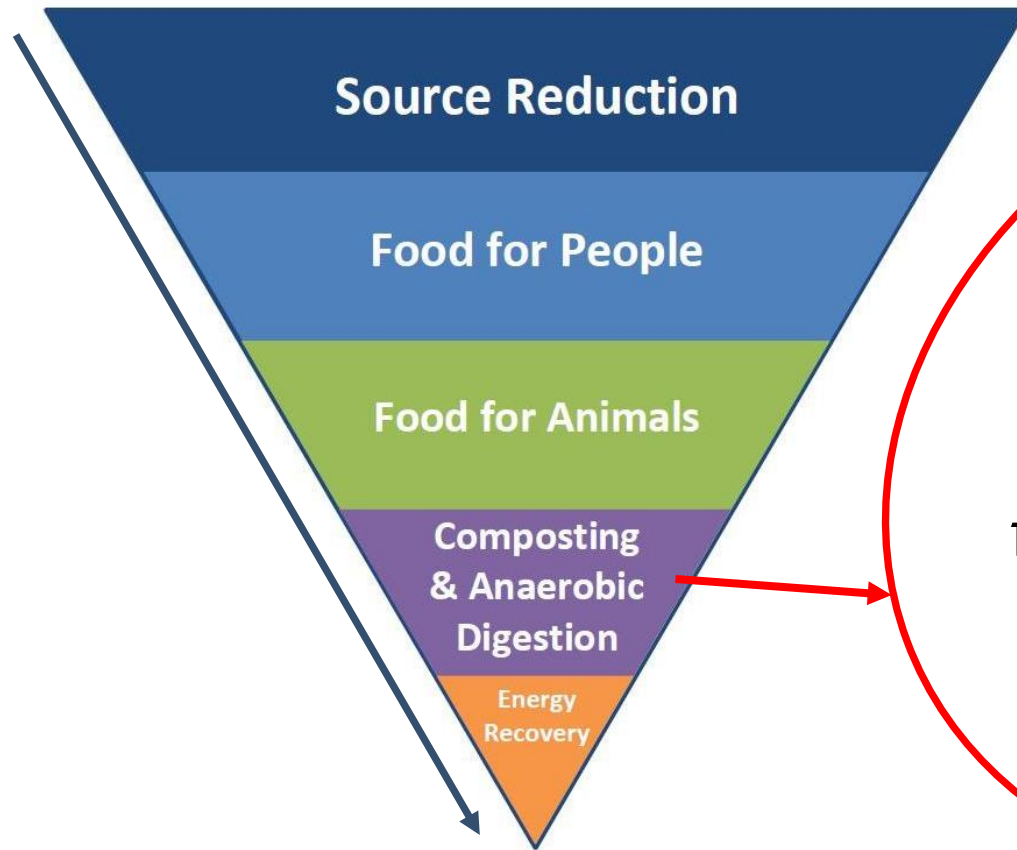 Source Reduction
Food for People
Food for Animals
Composting
& Anaerobic
Digestion
Energy
Recovery